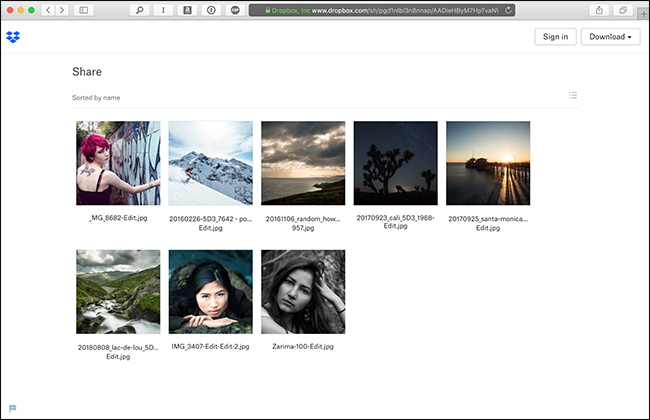 Dropbox, Inc www.dropbox.com/sh/pgd1nlbl3n8nnap/AADieHByM7HpTvaN
Sign in
Download
Share
Sorted by name
_MG_8682-Edit.jpg
20160226-5D3_7642 - po...
Edit.jpg
20161106_random_how...
957.jpg
20170923_cali_5D3_1968-
Edit.jpg
20170925_santa-monica...
Edit.jpg
20180808_lac-de-lou_5D...
Edit.jpg
IMG_3407-Edit-Edit-2.jpg
Zarima-100-Edit.jpg